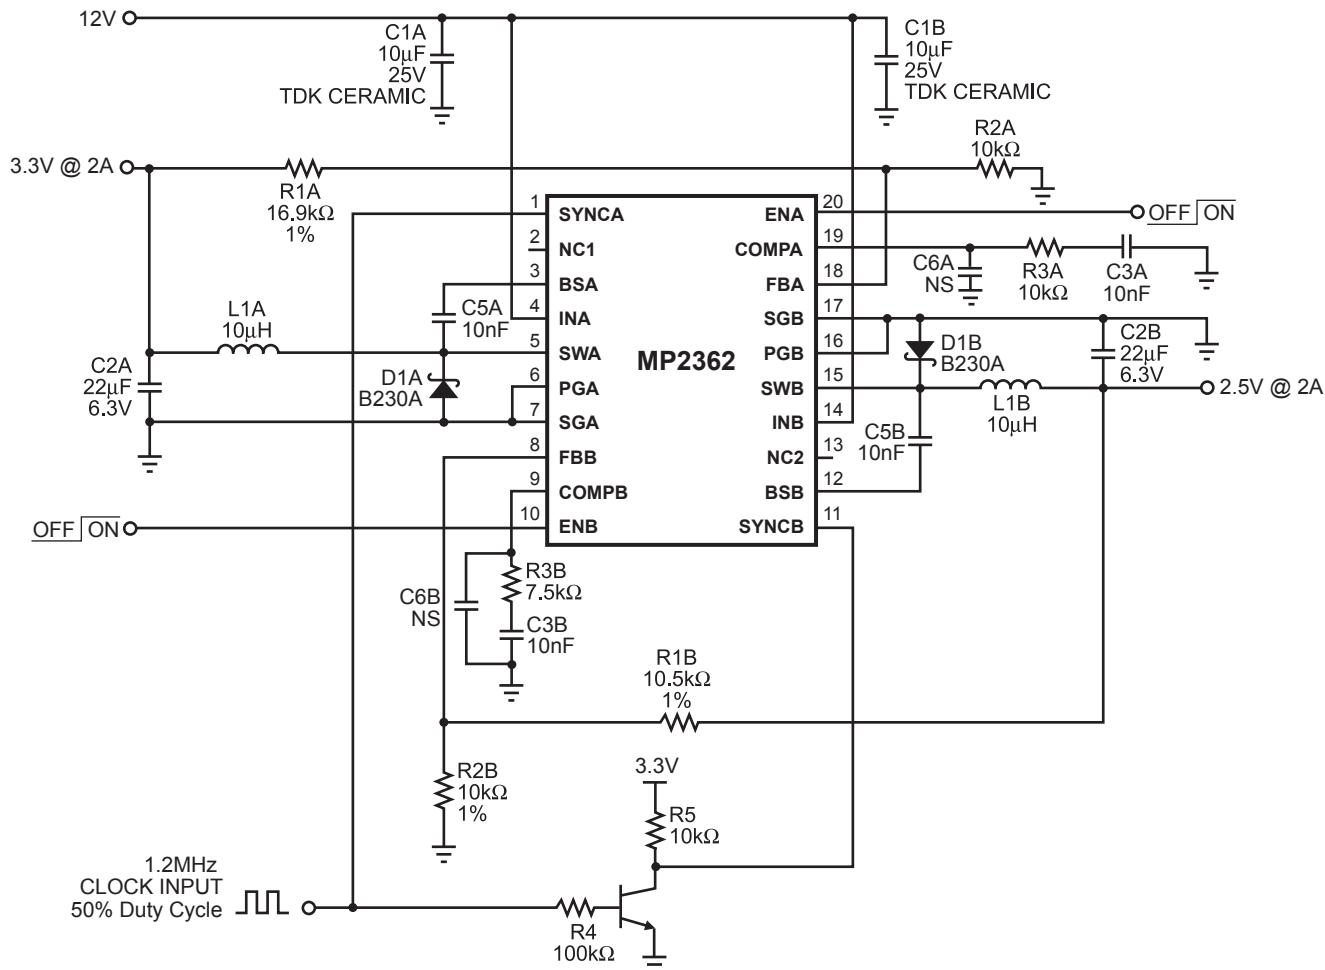 12V
C1A
10µF
25V
TDK CERAMIC
C1B
10µF
25V
TDK CERAMIC
3.3V @ 2A
R1A
16.9kΩ
1%
R2A
10kΩ
1
SYNCA
2
NC1
3
BSA
4
INA
5
SWA
6
PGA
7
SGA
8
FBB
9
COMPB
10
ENB
MP2362
20
ENA
19
COMPA
18
FBA
17
SGB
16
PGB
15
SWB
14
INB
13
NC2
12
BSB
11
SYNCB
OFF ON
C6A
NS
R3A
10kΩ
C3A
10nF
L1A
10µH
C5A
10nF
C2A
22µF
6.3V
D1A
B230A
D1B
B230A
C2B
22µF
6.3V
2.5V @ 2A
L1B
10µH
C5B
10nF
OFF ON
C6B
NS
R3B
7.5kΩ
C3B
10nF
R1B
10.5kΩ
1%
R2B
10kΩ
1%
3.3V
R5
10kΩ
1.2MHz
CLOCK INPUT
50% Duty Cycle
R4
100kΩ